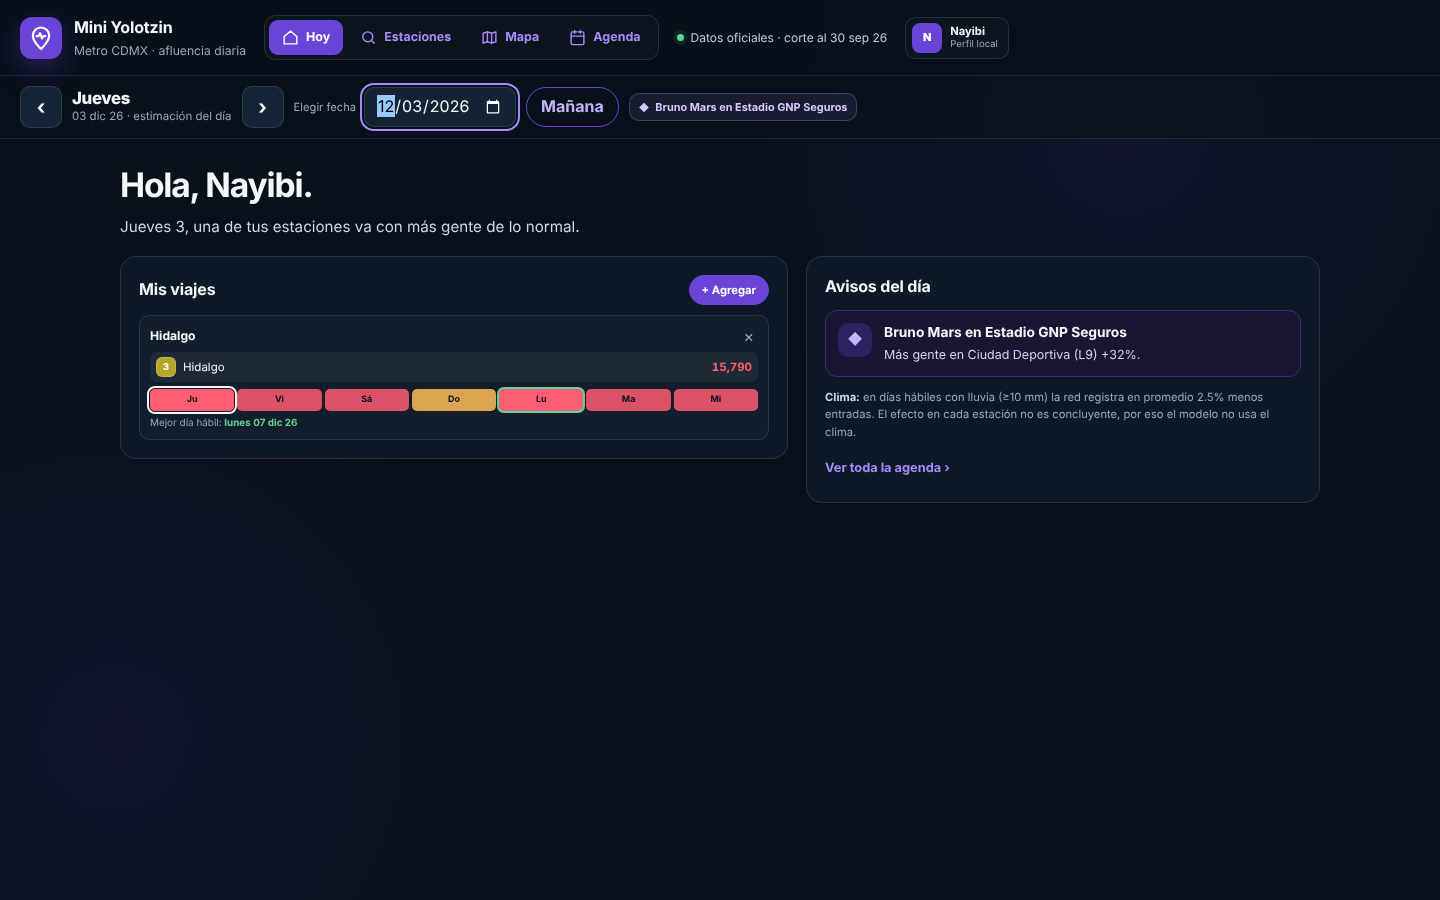 Mini Yolotzin
Metro CDMX · afluencia diaria
Hoy
Estaciones
Mapa
Agenda
Datos oficiales · corte al 30 sep 26
N
Nayibi
Perfil local
‹
Jueves
03 dic 26 · estimación del día
›
Elegir fecha
12/03/2026
Mañana
◆ Bruno Mars en Estadio GNP Seguros
Hola, Nayibi.
Jueves 3, una de tus estaciones va con más gente de lo normal.
Mis viajes
+ Agregar
Hidalgo
×
3 Hidalgo
15,790
Ju Vi Sá Do Lu Ma Mi
Mejor día hábil: lunes 07 dic 26
Avisos del día
◆
Bruno Mars en Estadio GNP Seguros
Más gente en Ciudad Deportiva (L9) +32%.
Clima: en días hábiles con lluvia (≥10 mm) la red registra en promedio 2.5% menos
entradas. El efecto en cada estación no es concluyente, por eso el modelo no usa el
clima.
Ver toda la agenda ›